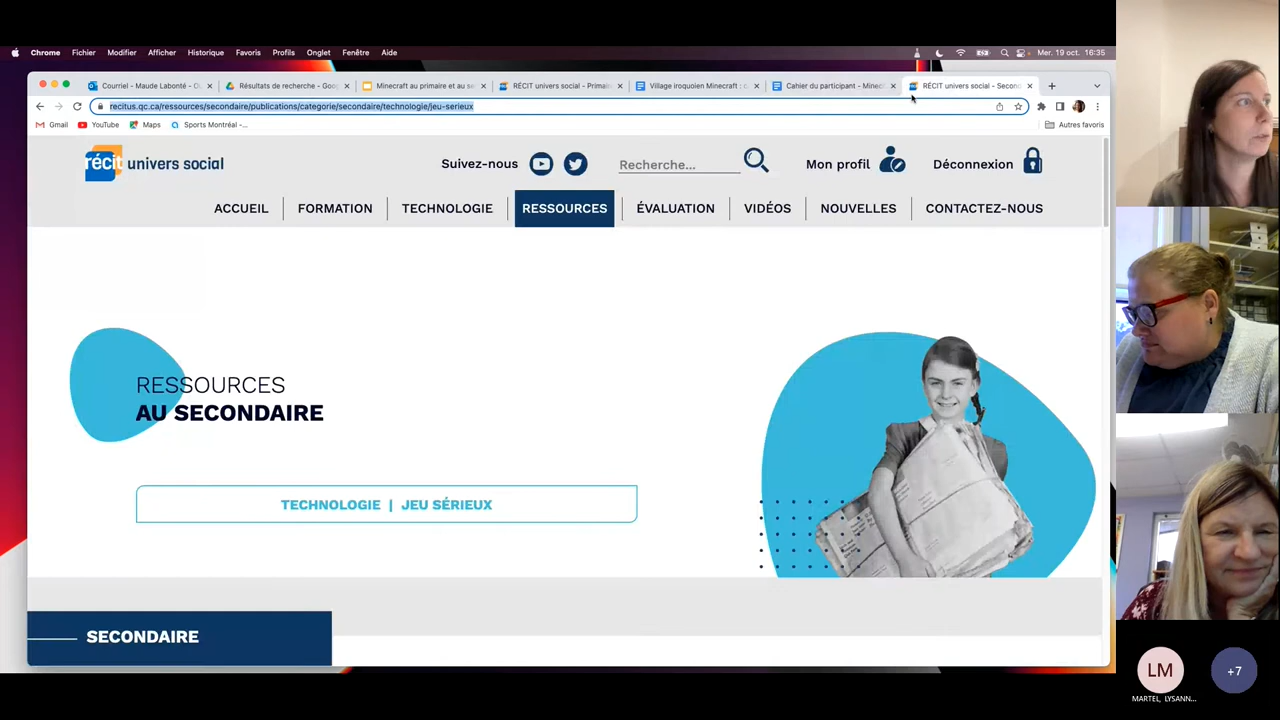 Chrome Fichier Modifier Afficher Historique Favoris Profils Onglet Fenêtre Aide Mer. 19 oct. 16:35
Courriel - Maude Labonté - Ou Résultats de recherche - Goog Minecraft au primaire et au se RÉCIT univers social - Primai Village iroquoien Minecraft : c Cahier du participant - Minec RÉCIT univers social - Second
recitus.qc.ca/ressources/secondaire/publications/categorie/secondaire/technologie/jeu-serieux
Gmail YouTube Maps Sports Montréal -... Autres favoris
récit univers social
Suivez-nous Recherche... Mon profil Déconnexion
ACCUEIL FORMATION TECHNOLOGIE RESSOURCES ÉVALUATION VIDÉOS NOUVELLES CONTACTEZ-NOUS
RESSOURCES
AU SECONDAIRE
TECHNOLOGIE | JEU SÉRIEUX
SECONDAIRE
LM
+7
MARTEL, LYSANN...